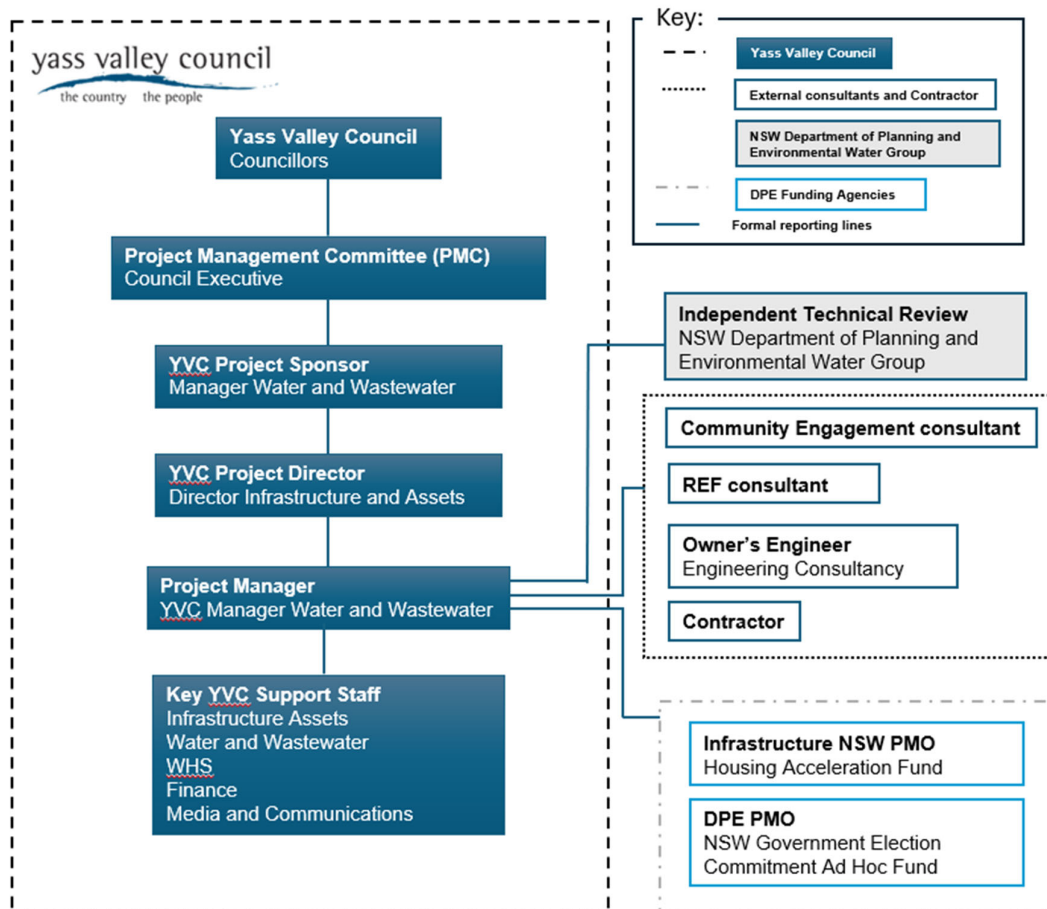 yass valley council
the country the people
Yass Valley Council
Councillors
Project Management Committee (PMC)
Council Executive
YVC Project Sponsor
Manager Water and Wastewater
YVC Project Director
Director Infrastructure and Assets
Project Manager
YVC Manager Water and Wastewater
Key YVC Support Staff
Infrastructure Assets
Water and Wastewater
WHS
Finance
Media and Communications
Key:
Yass Valley Council
External consultants and Contractor
NSW Department of Planning and
Environmental Water Group
DPE Funding Agencies
Formal reporting lines
Independent Technical Review
NSW Department of Planning and
Environmental Water Group
Community Engagement consultant
REF consultant
Owner's Engineer
Engineering Consultancy
Contractor
Infrastructure NSW PMO
Housing Acceleration Fund
DPE PMO
NSW Government Election
Commitment Ad Hoc Fund